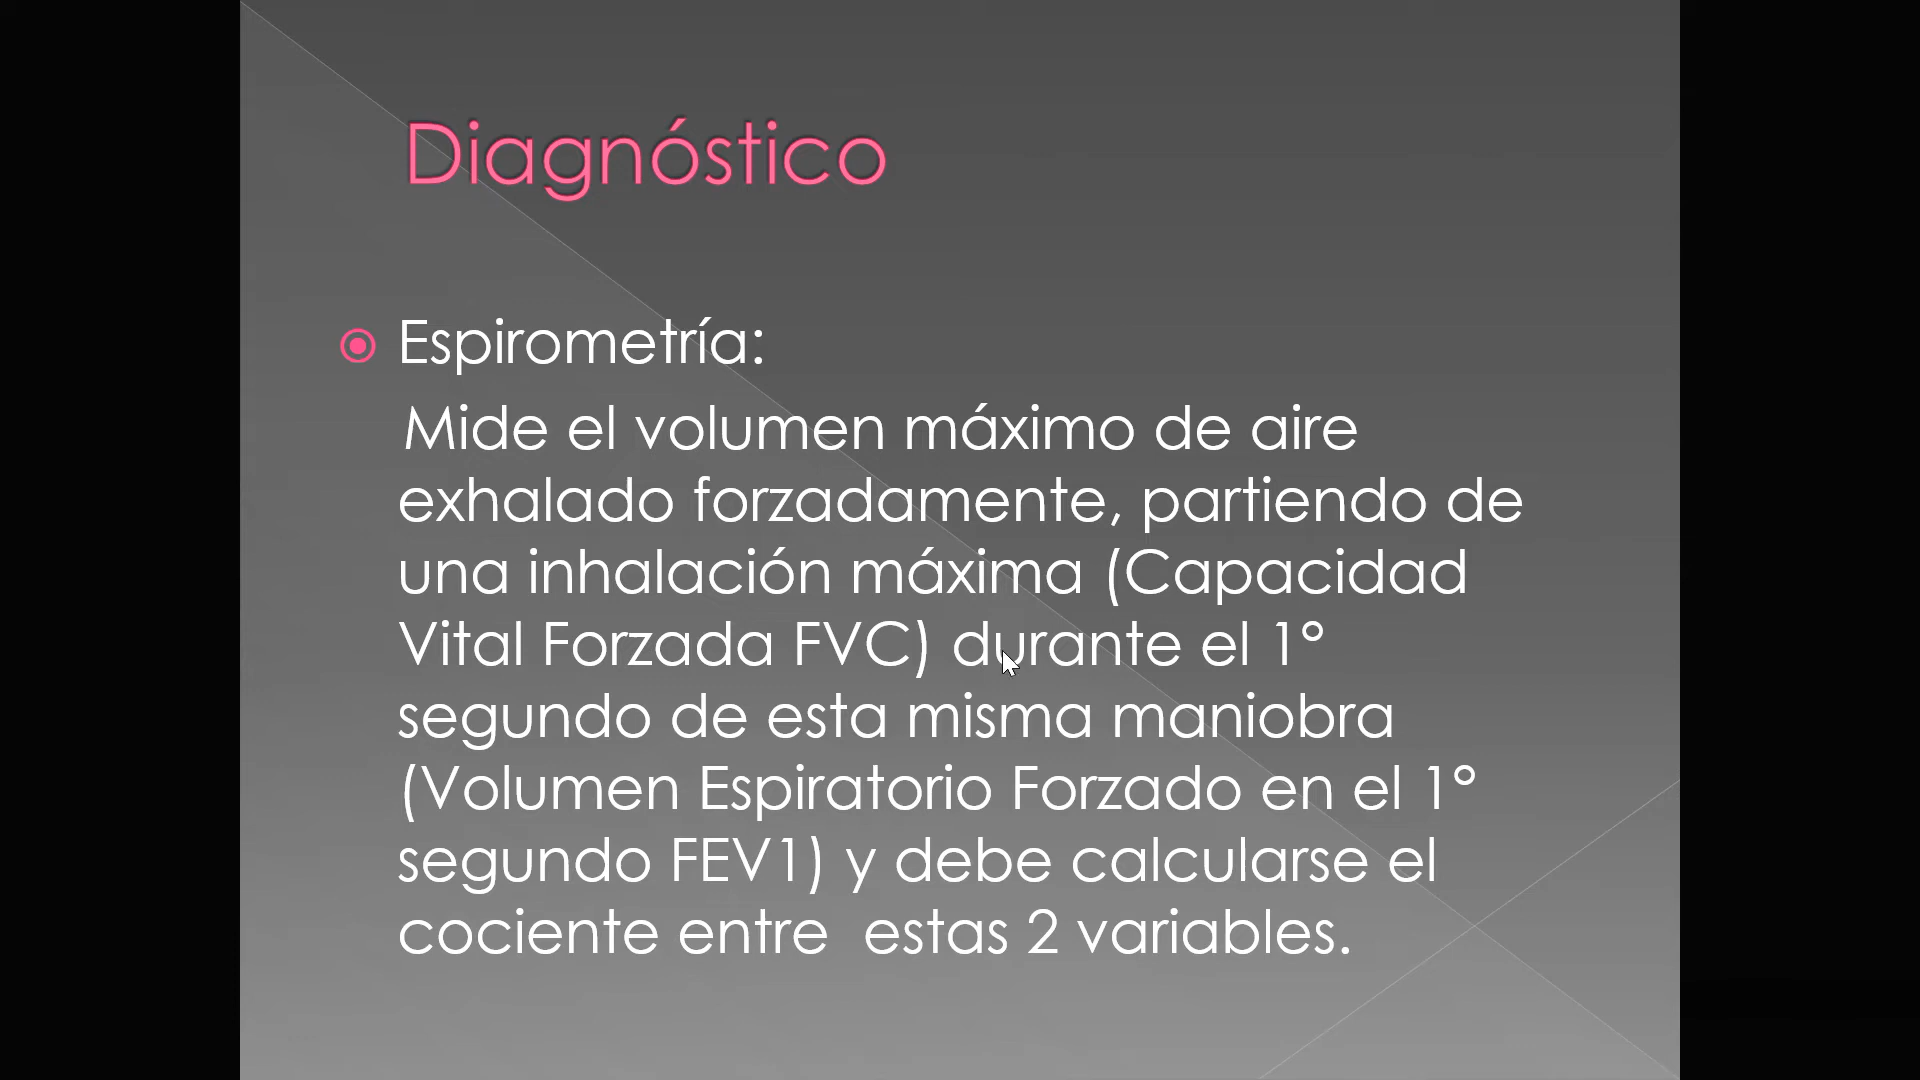 Diagnóstico
Espirometría:
Mide el volumen máximo de aire
exhalado forzadamente, partiendo de
una inhalación máxima (Capacidad
Vital Forzada FVC) durante el 1°
segundo de esta misma maniobra
(Volumen Espiratorio Forzado en el 1°
segundo FEV1) y debe calcularse el
cociente entre  estas 2 variables.